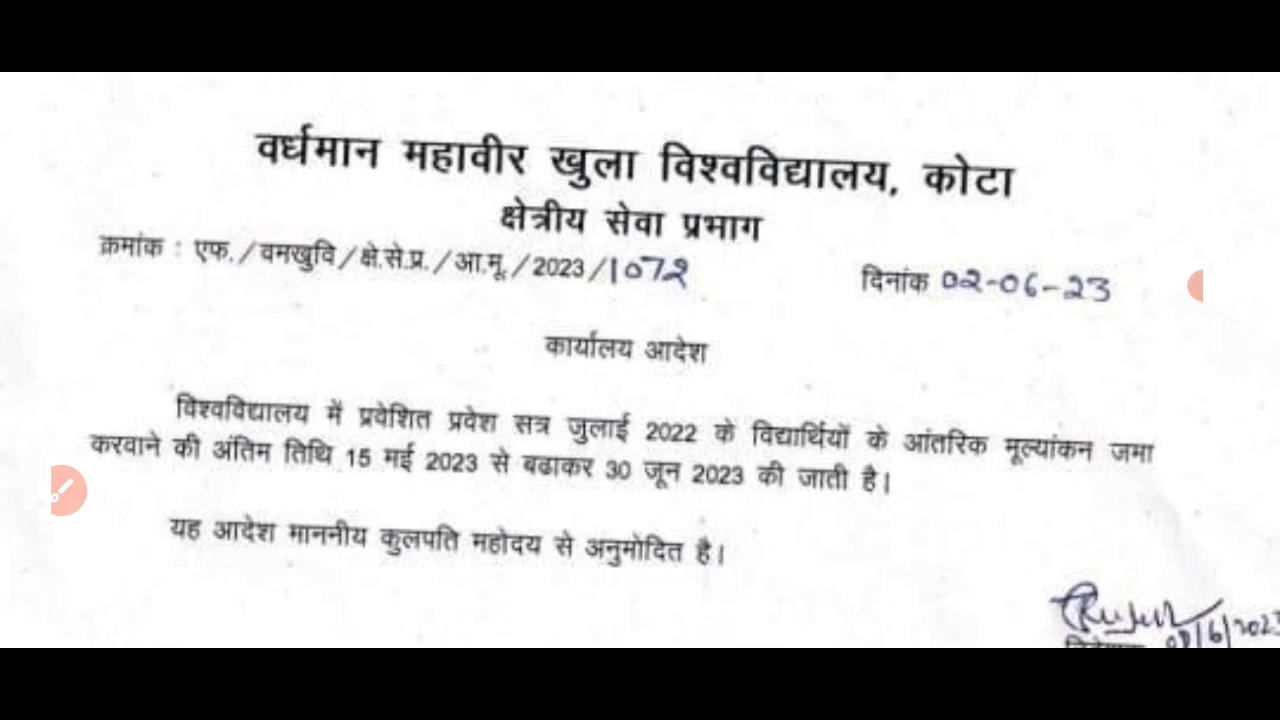 वर्धमान महावीर खुला विश्वविद्यालय, कोटा
क्षेत्रीय सेवा प्रभाग
क्रमांक : एफ./वमखुवि/क्षे.से.प्र./आ.मू./2023/1072
दिनांक 02-06-23
कार्यालय आदेश
विश्वविद्यालय में प्रवेशित प्रवेश सत्र जुलाई 2022 के विद्यार्थियों के आंतरिक मूल्यांकन जमा
करवाने की अंतिम तिथि 15 मई 2023 से बढाकर 30 जून 2023 की जाती है।
यह आदेश माननीय कुलपति महोदय से अनुमोदित है।